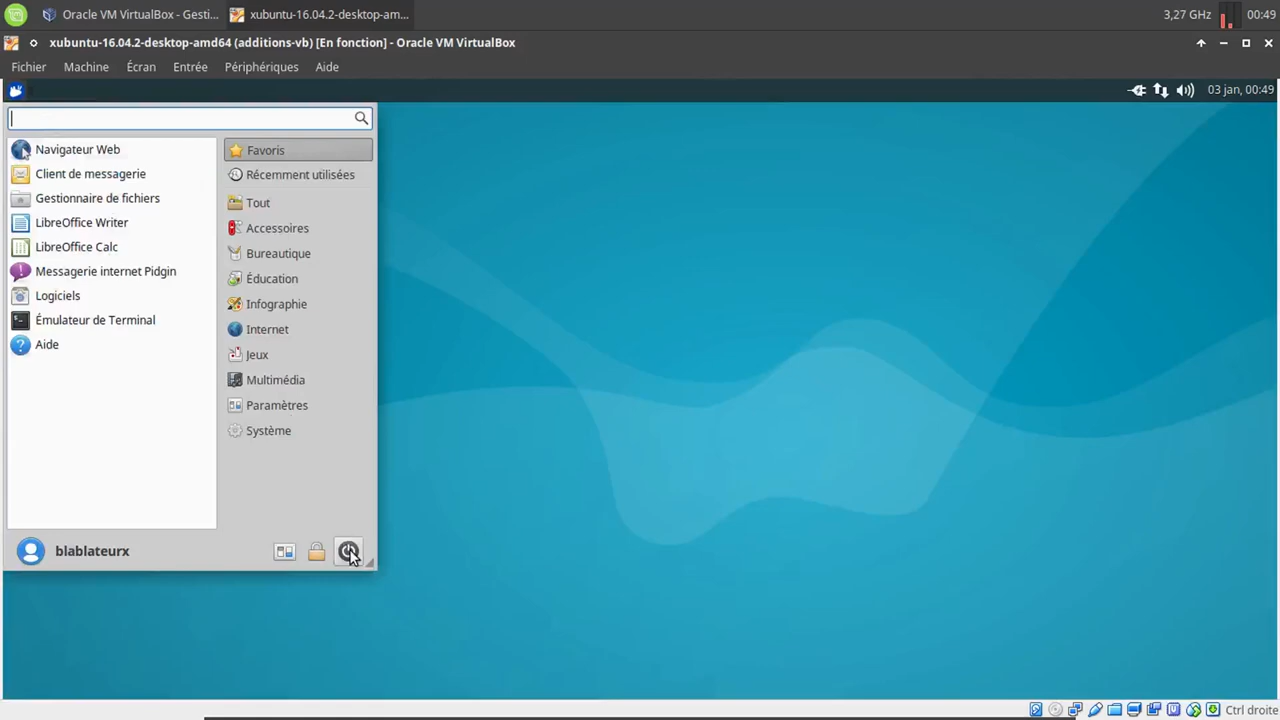 Oracle VM VirtualBox - Gesti... xubuntu-16.04.2-desktop-am... 3,27 GHz 00:49
xubuntu-16.04.2-desktop-amd64 (additions-vb) [En fonction] - Oracle VM VirtualBox
Fichier Machine Écran Entrée Périphériques Aide
03 jan, 00:49
Navigateur Web
Client de messagerie
Gestionnaire de fichiers
LibreOffice Writer
LibreOffice Calc
Messagerie internet Pidgin
Logiciels
Émulateur de Terminal
Aide
Favoris
Récemment utilisées
Tout
Accessoires
Bureautique
Éducation
Infographie
Internet
Jeux
Multimédia
Paramètres
Système
blablateurx
Ctrl droite